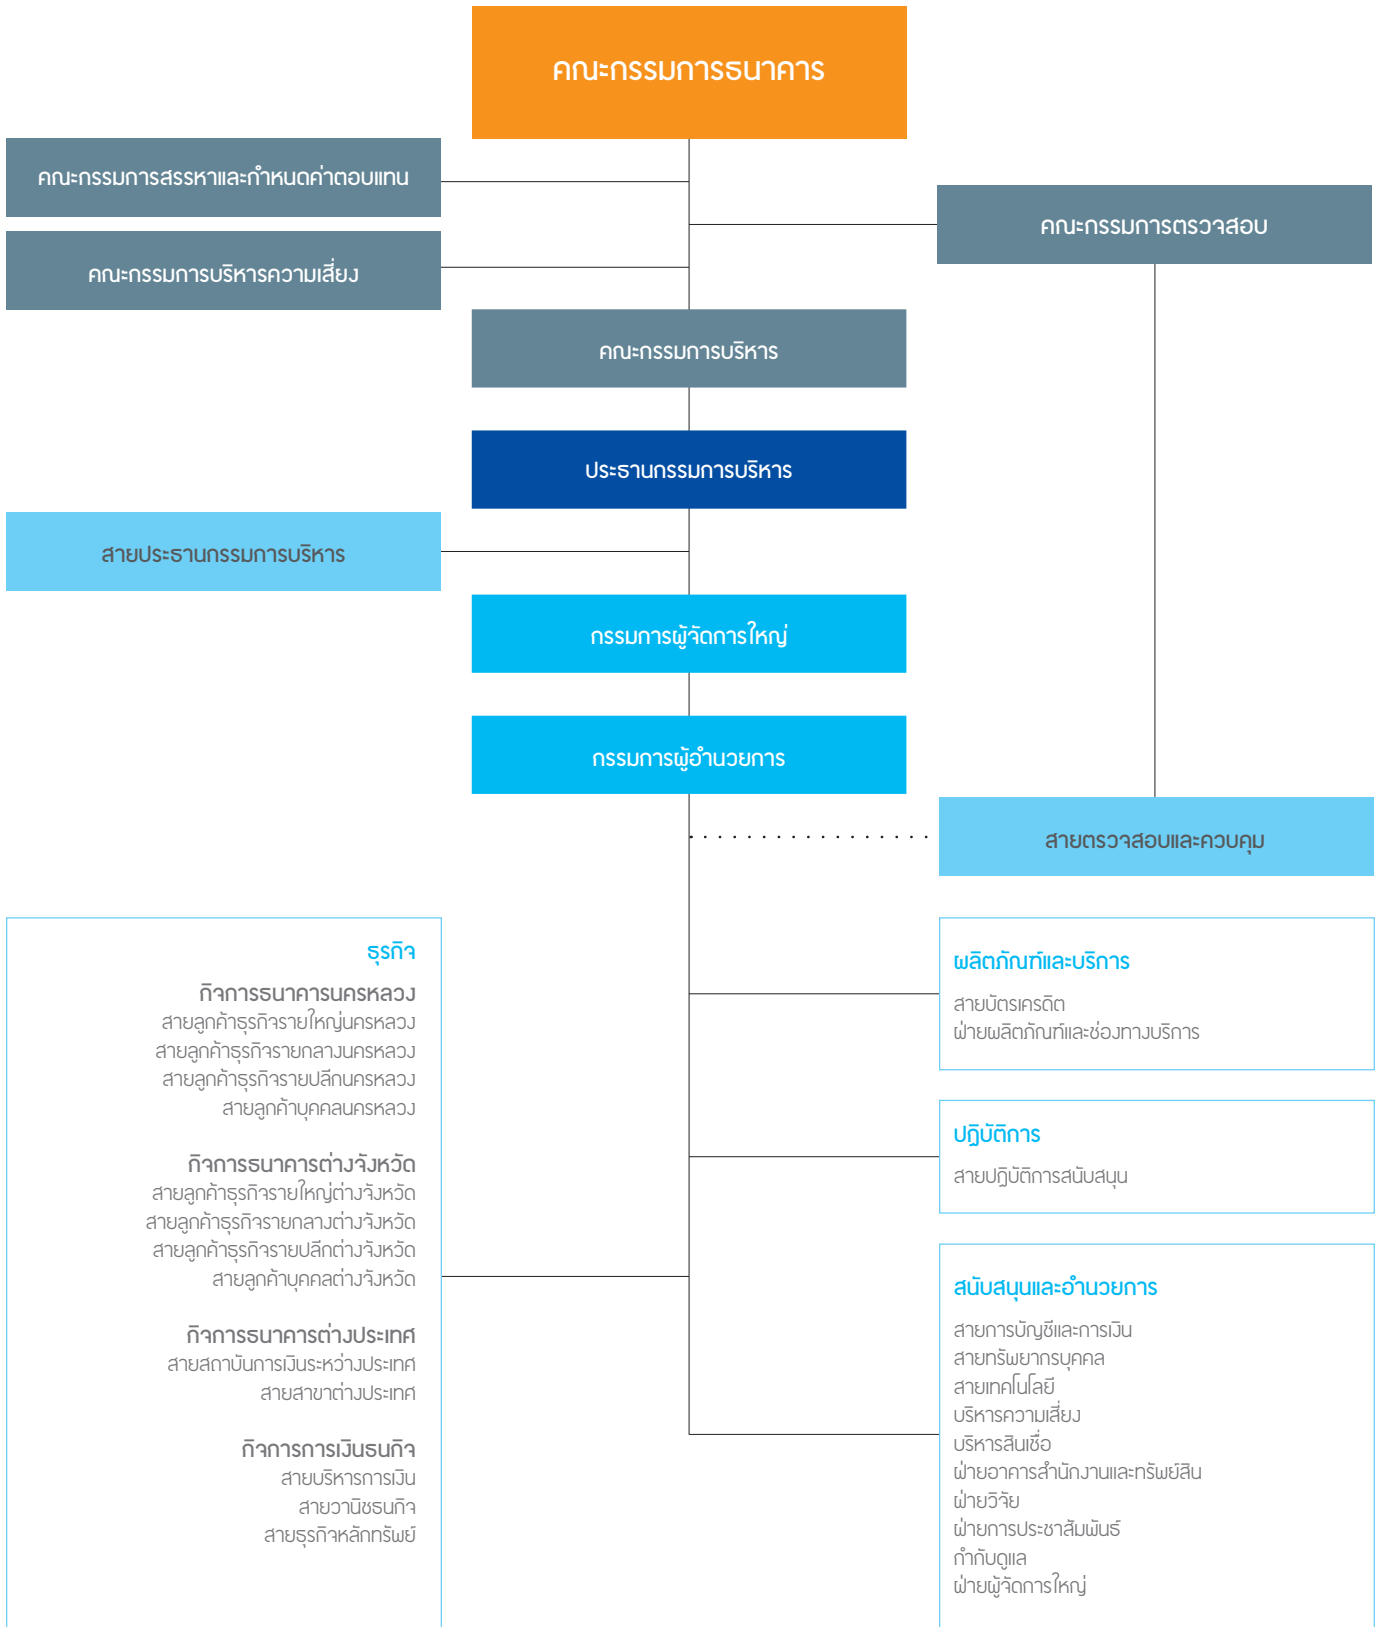 คณะกรรมการธนาคาร
คณะกรรมการสรรหาและกำหนดค่าตอบแทน
คณะกรรมการตรวจสอบ
คณะกรรมการบริหารความเสี่ยง
คณะกรรมการบริหาร
ประธานกรรมการบริหาร
สายประธานกรรมการบริหาร
กรรมการผู้จัดการใหญ่
กรรมการผู้อำนวยการ
สายตรวจสอบและควบคุม
ธุรกิจ
กิจการธนาคารนครหลวง
สายลูกค้าธุรกิจรายใหญ่นครหลวง
สายลูกค้าธุรกิจรายกลางนครหลวง
สายลูกค้าธุรกิจรายปลีกนครหลวง
สายลูกค้าบุคคลนครหลวง
กิจการธนาคารต่างจังหวัด
สายลูกค้าธุรกิจรายใหญ่ต่างจังหวัด
สายลูกค้าธุรกิจรายกลางต่างจังหวัด
สายลูกค้าธุรกิจรายปลีกต่างจังหวัด
สายลูกค้าบุคคลต่างจังหวัด
กิจการธนาคารต่างประเทศ
สายสถาบันการเงินระหว่างประเทศ
สายสาขาต่างประเทศ
กิจการการเงินธนกิจ
สายบริหารการเงิน
สายวานิชธนกิจ
สายธุรกิจหลักทรัพย์
ผลิตภัณฑ์และบริการ
สายบัตรเครดิต
ฝ่ายผลิตภัณฑ์และช่องทางบริการ
ปฏิบัติการ
สายปฏิบัติการสนับสนุน
สนับสนุนและอำนวยการ
สายการบัญชีและการเงิน
สายทรัพยากรบุคคล
สายเทคโนโลยี
บริหารความเสี่ยง
บริหารสินเชื่อ
ฝ่ายอาคารสำนักงานและทรัพย์สิน
ฝ่ายวิจัย
ฝ่ายการประชาสัมพันธ์
กำกับดูแล
ฝ่ายผู้จัดการใหญ่